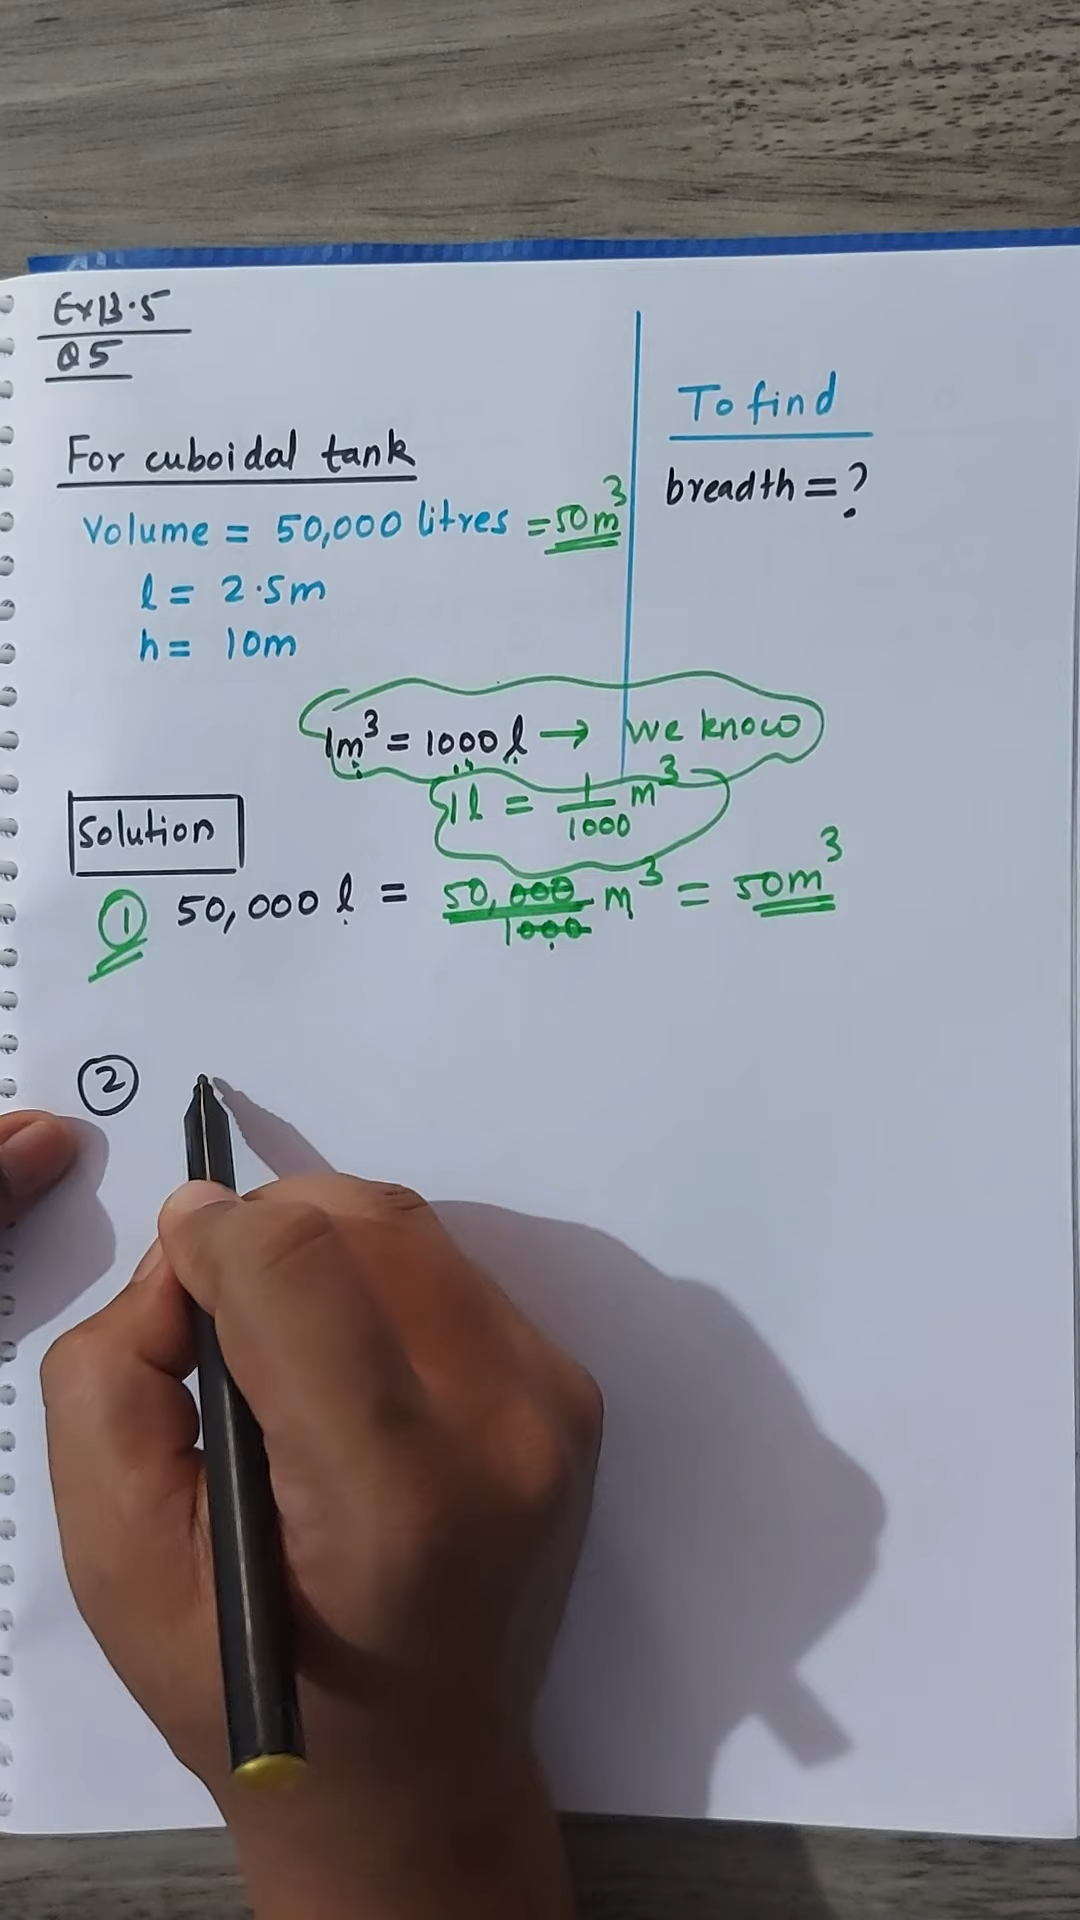 Ex13.5
Q5
For cuboidal tank
Volume = 50,000 litres = 50m³
l = 2.5m
h = 10m
To find
breadth = ?
1m³ = 1000 l → we know
1 l = 1/1000 m³
Solution
① 50,000 l = 50,000/1000 m³ = 50m³
②